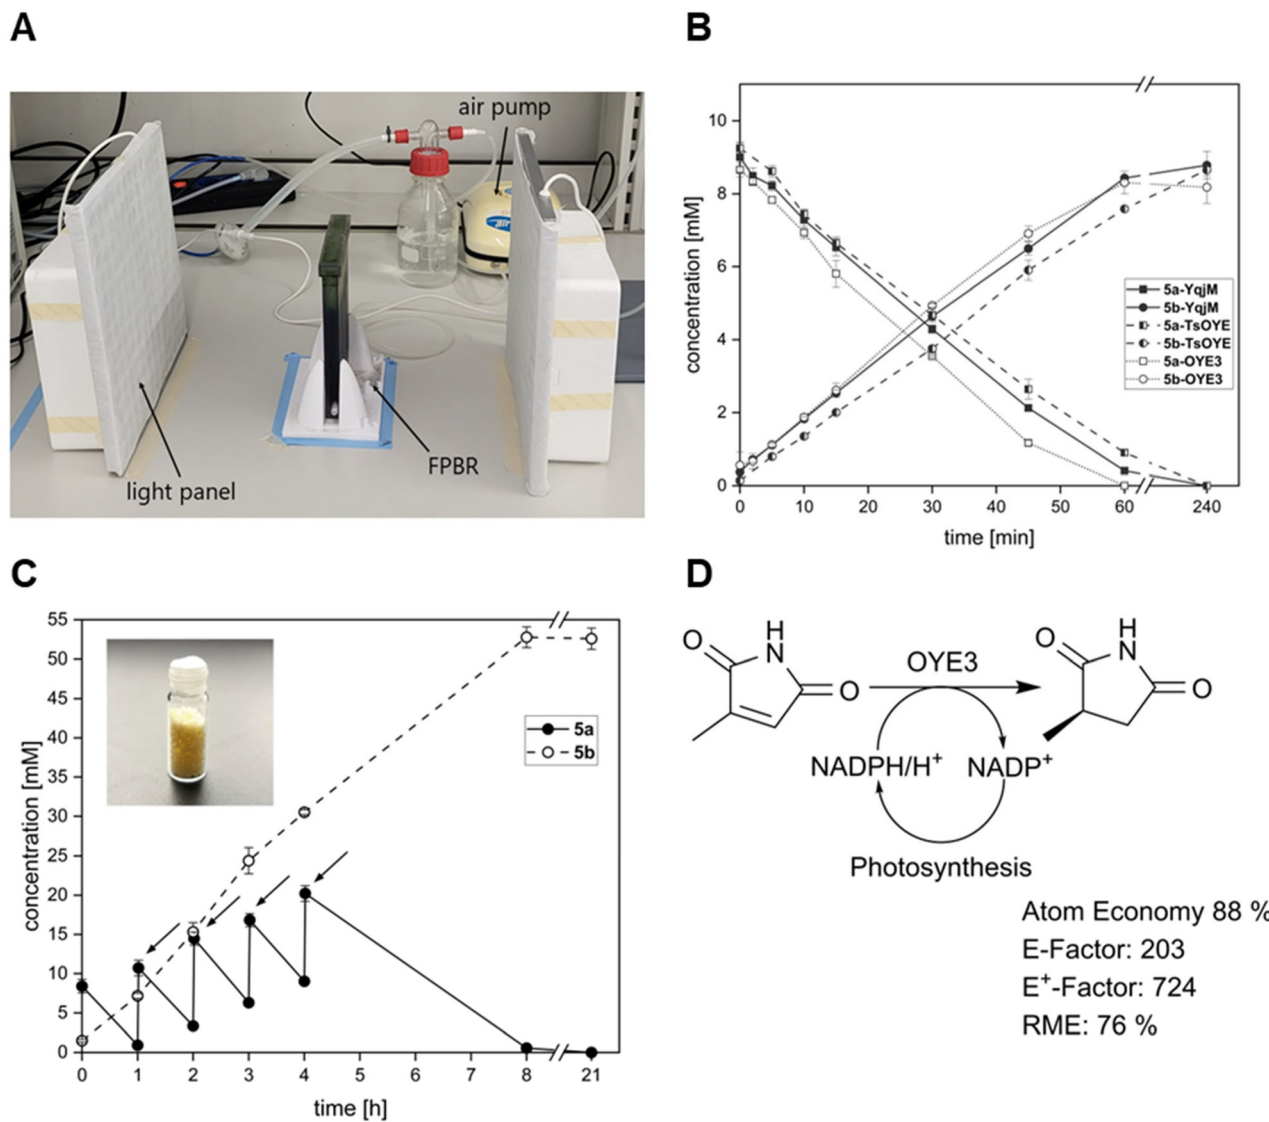 A
air pump
light panel
FPBR
B
concentration [mM]
10
8
6
4
2
0
5a-YqjM
5b-YqjM
5a-TsOYE
5b-TsOYE
5a-OYE3
5b-OYE3
0 10 20 30 40 50 60 240
time [min]
C
concentration [mM]
55
50
45
40
35
30
25
20
15
10
5
0
5a
5b
0 1 2 3 4 5 6 7 8 21
time [h]
D
H
N
O
O
OYE3
H
N
O
O
NADPH/H⁺ NADP⁺
Photosynthesis
Atom Economy 88 %
E-Factor: 203
E⁺-Factor: 724
RME: 76 %